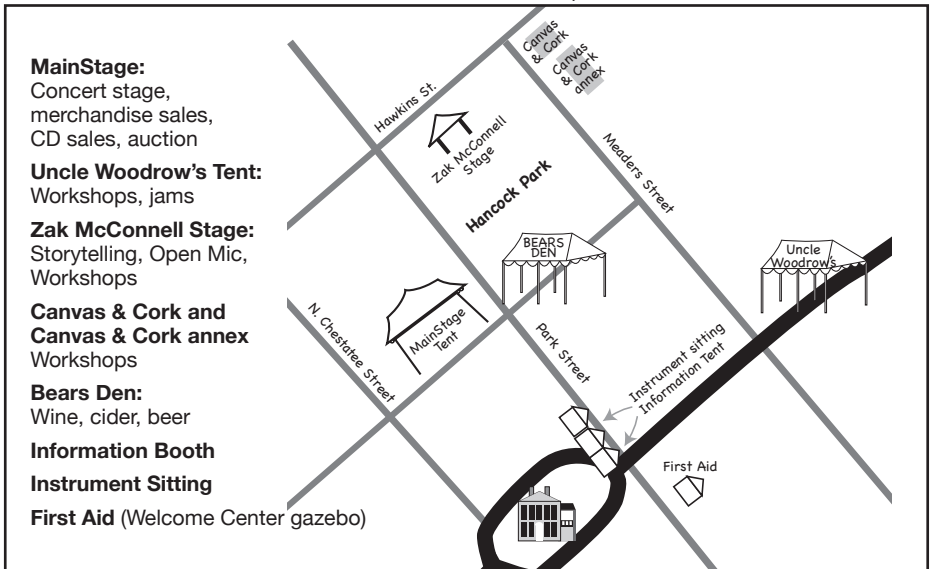 MainStage:
Concert stage,
merchandise sales,
CD sales, auction
Uncle Woodrow's Tent:
Workshops, jams
Zak McConnell Stage:
Storytelling, Open Mic,
Workshops
Canvas & Cork and
Canvas & Cork annex
Workshops
Bears Den:
Wine, cider, beer
Information Booth
Instrument Sitting
First Aid (Welcome Center gazebo)
Canvas
& Cork
Canvas
& Cork
annex
Hawkins St.
Zak McConnell
Stage
Meaders Street
Hancock Park
BEARS
DEN
Uncle
Woodrow's
MainStage
Tent
N. Chestatee Street
Park Street
Instrument sitting
Information Tent
First Aid